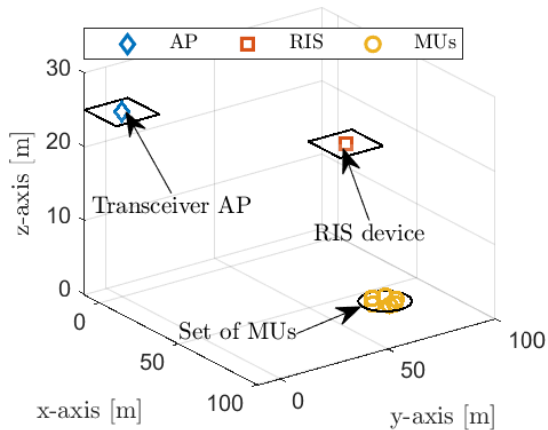 AP RIS MUs
30
20
10
0
z-axis [m]
Transceiver AP
RIS device
Set of MUs
0
50
100
x-axis [m]
0
50
100
y-axis [m]